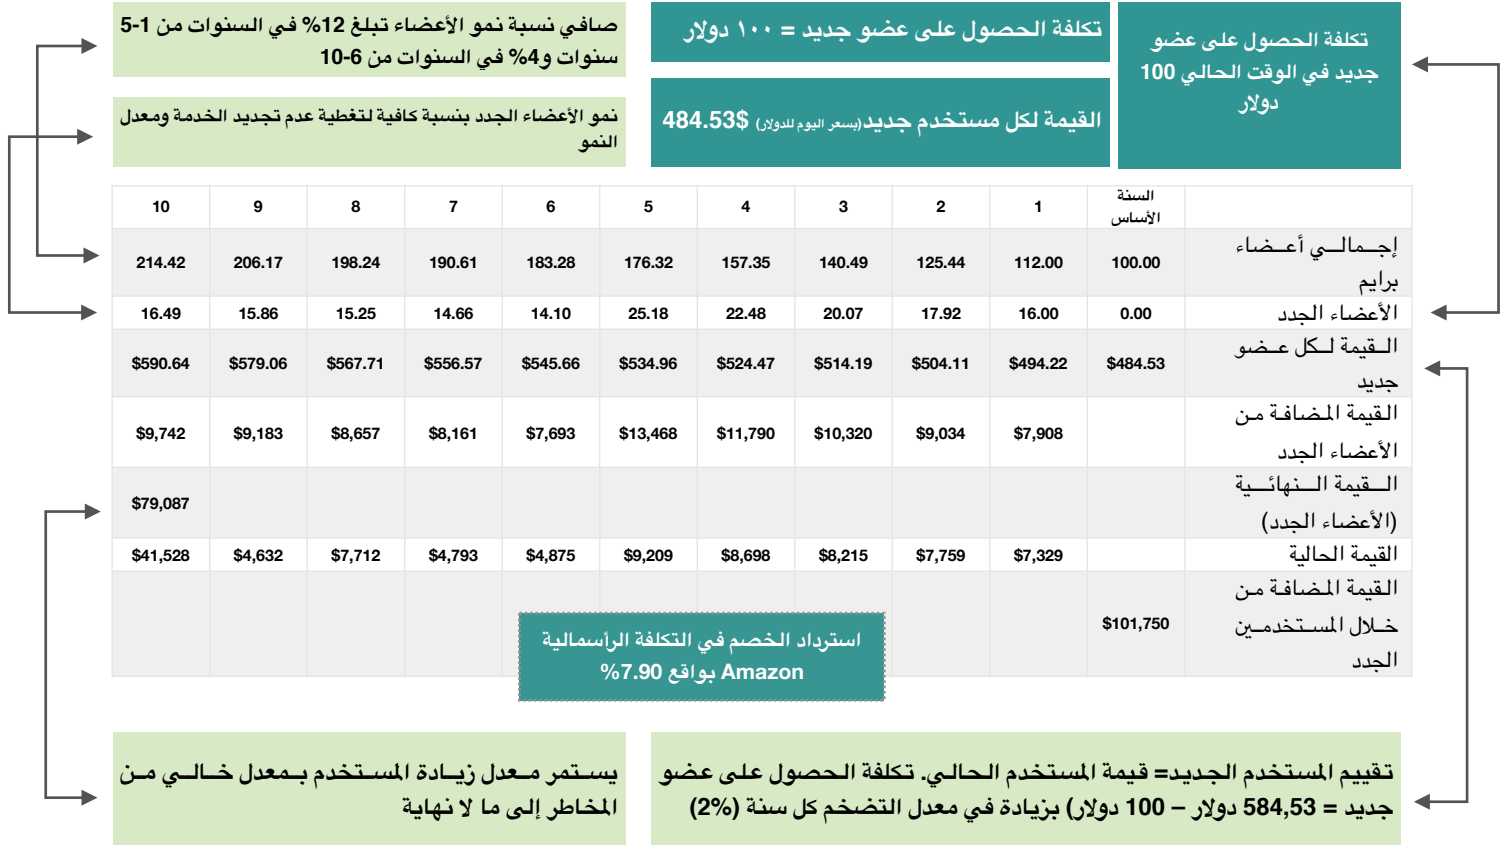 تكلفة الحصول على عضو
جديد في الوقت الحالي 100
دولار
تكلفة الحصول على عضو جديد = ١٠٠ دولار
القيمة لكل مستخدم جديد(بسعر اليوم للدولار) $484.53
صافي نسبة نمو الأعضاء تبلغ 12% في السنوات من 1-5
سنوات و4% في السنوات من 6-10
نمو الأعضاء الجدد بنسبة كافية لتغطية عدم تجديد الخدمة ومعدل
النمو
السنة
الأساس
1 2 3 4 5 6 7 8 9 10
إجمالي أعضاء
برايم
100.00 112.00 125.44 140.49 157.35 176.32 183.28 190.61 198.24 206.17 214.42
الأعضاء الجدد 0.00 16.00 17.92 20.07 22.48 25.18 14.10 14.66 15.25 15.86 16.49
القيمة لكل عضو
جديد
$484.53 $494.22 $504.11 $514.19 $524.47 $534.96 $545.66 $556.57 $567.71 $579.06 $590.64
القيمة المضافة من
الأعضاء الجدد
$7,908 $9,034 $10,320 $11,790 $13,468 $7,693 $8,161 $8,657 $9,183 $9,742
القيمة النهائية
(الأعضاء الجدد)
$79,087
القيمة الحالية $7,329 $7,759 $8,215 $8,698 $9,209 $4,875 $4,793 $7,712 $4,632 $41,528
القيمة المضافة من
خلال المستخدمين
الجدد
$101,750
استرداد الخصم في التكلفة الرأسمالية
Amazon بواقع 7.90%
تقييم المستخدم الجديد= قيمة المستخدم الحالي. تكلفة الحصول على عضو
جديد = 584,53 دولار – 100 دولار) بزيادة في معدل التضخم كل سنة (2%)
يستمر معدل زيادة المستخدم بمعدل خالي من
المخاطر إلى ما لا نهاية